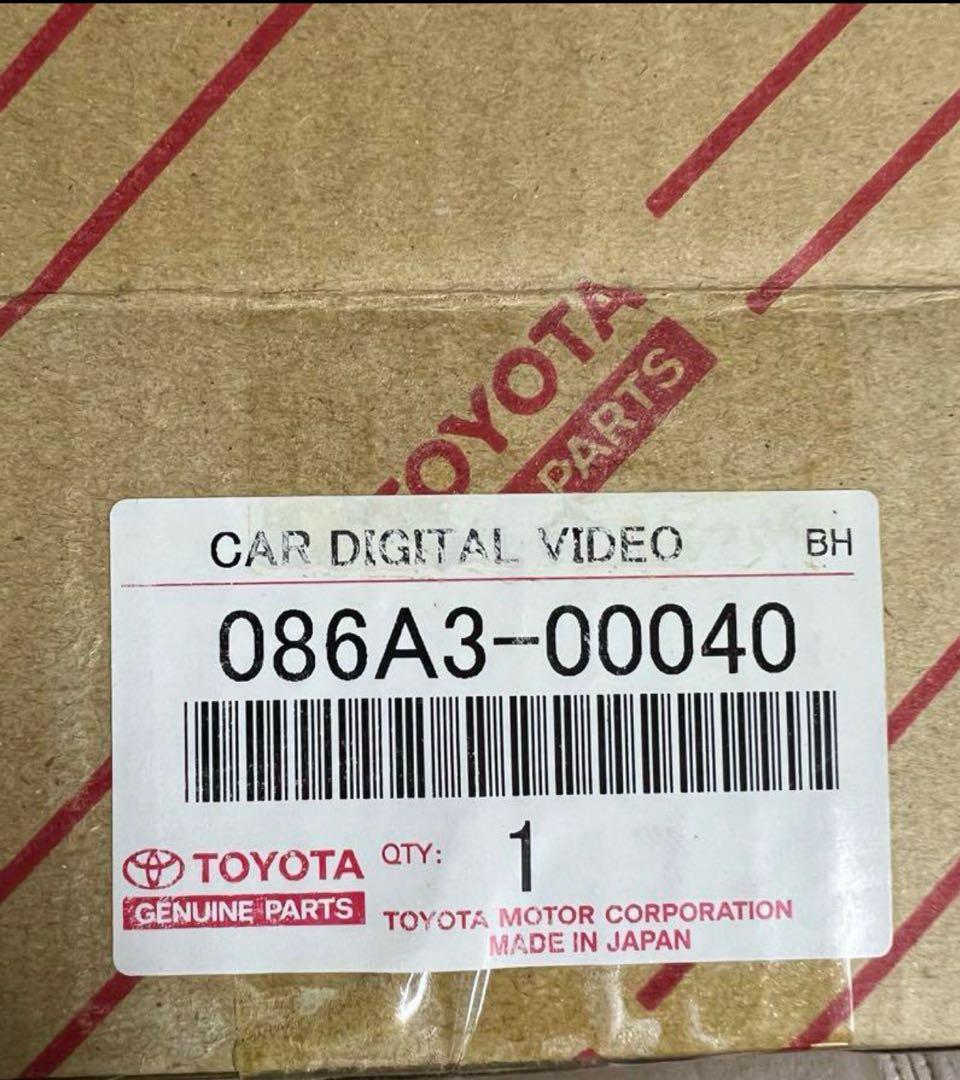 TOYOTA
PARTS
CAR DIGITAL VIDEO BH
086A3-00040
TOYOTA QTY: 1
GENUINE PARTS
TOYOTA MOTOR CORPORATION
MADE IN JAPAN